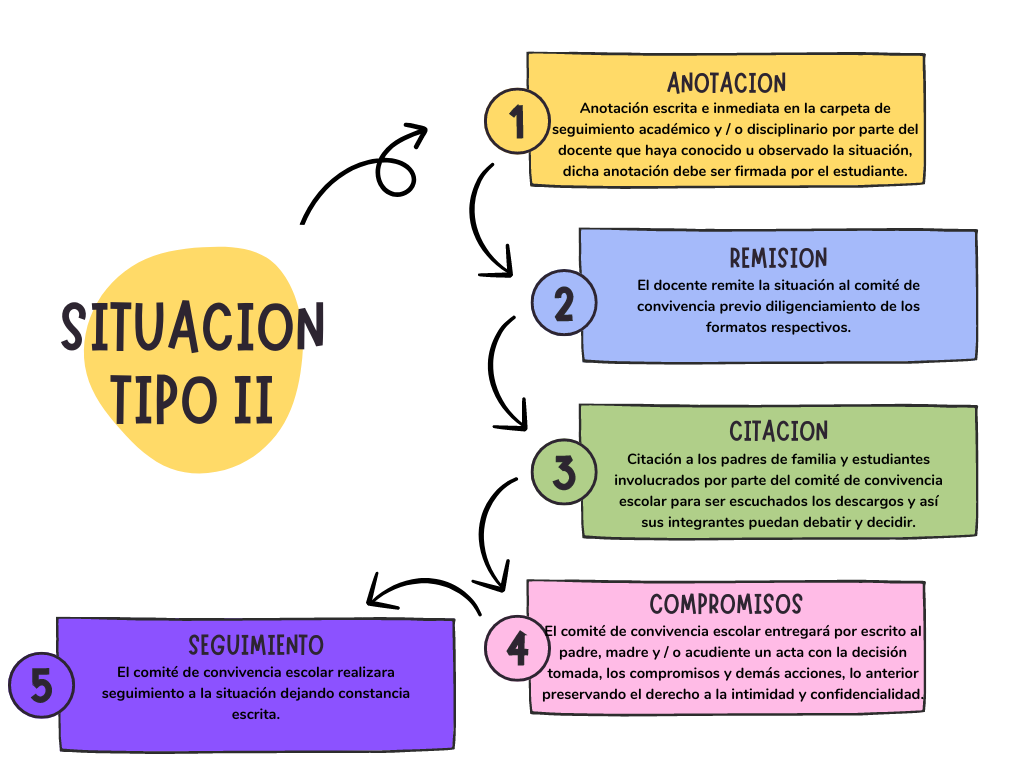 SITUACION
TIPO II
1
ANOTACION
Anotación escrita e inmediata en la carpeta de
seguimiento académico y / o disciplinario por parte del
docente que haya conocido u observado la situación,
dicha anotación debe ser firmada por el estudiante.
2
REMISION
El docente remite la situación al comité de
convivencia previo diligenciamiento de los
formatos respectivos.
3
CITACION
Citación a los padres de familia y estudiantes
involucrados por parte del comité de convivencia
escolar para ser escuchados los descargos y así
sus integrantes puedan debatir y decidir.
4
COMPROMISOS
El comité de convivencia escolar entregará por escrito al
padre, madre y / o acudiente un acta con la decisión
tomada, los compromisos y demás acciones, lo anterior
preservando el derecho a la intimidad y confidencialidad.
5
SEGUIMIENTO
El comité de convivencia escolar realizara
seguimiento a la situación dejando constancia
escrita.